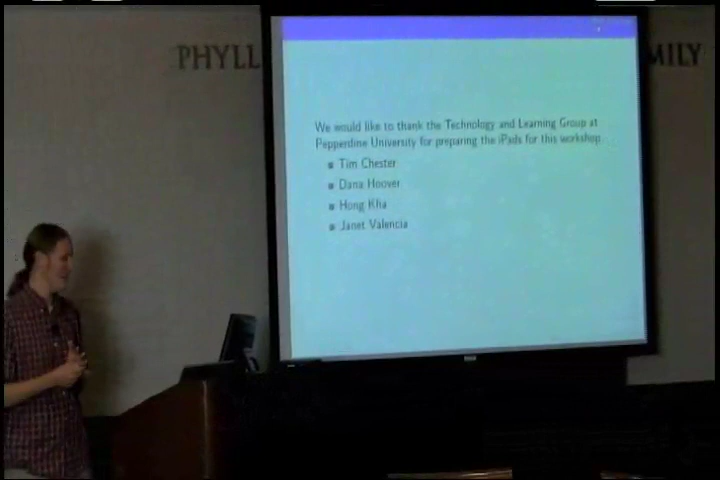 PHYLL MILY
We would like to thank the Technology and Learning Group at
Pepperdine University for preparing the iPads for this workshop.
Tim Chester
Dana Hoover
Hong Kha
Janet Valencia